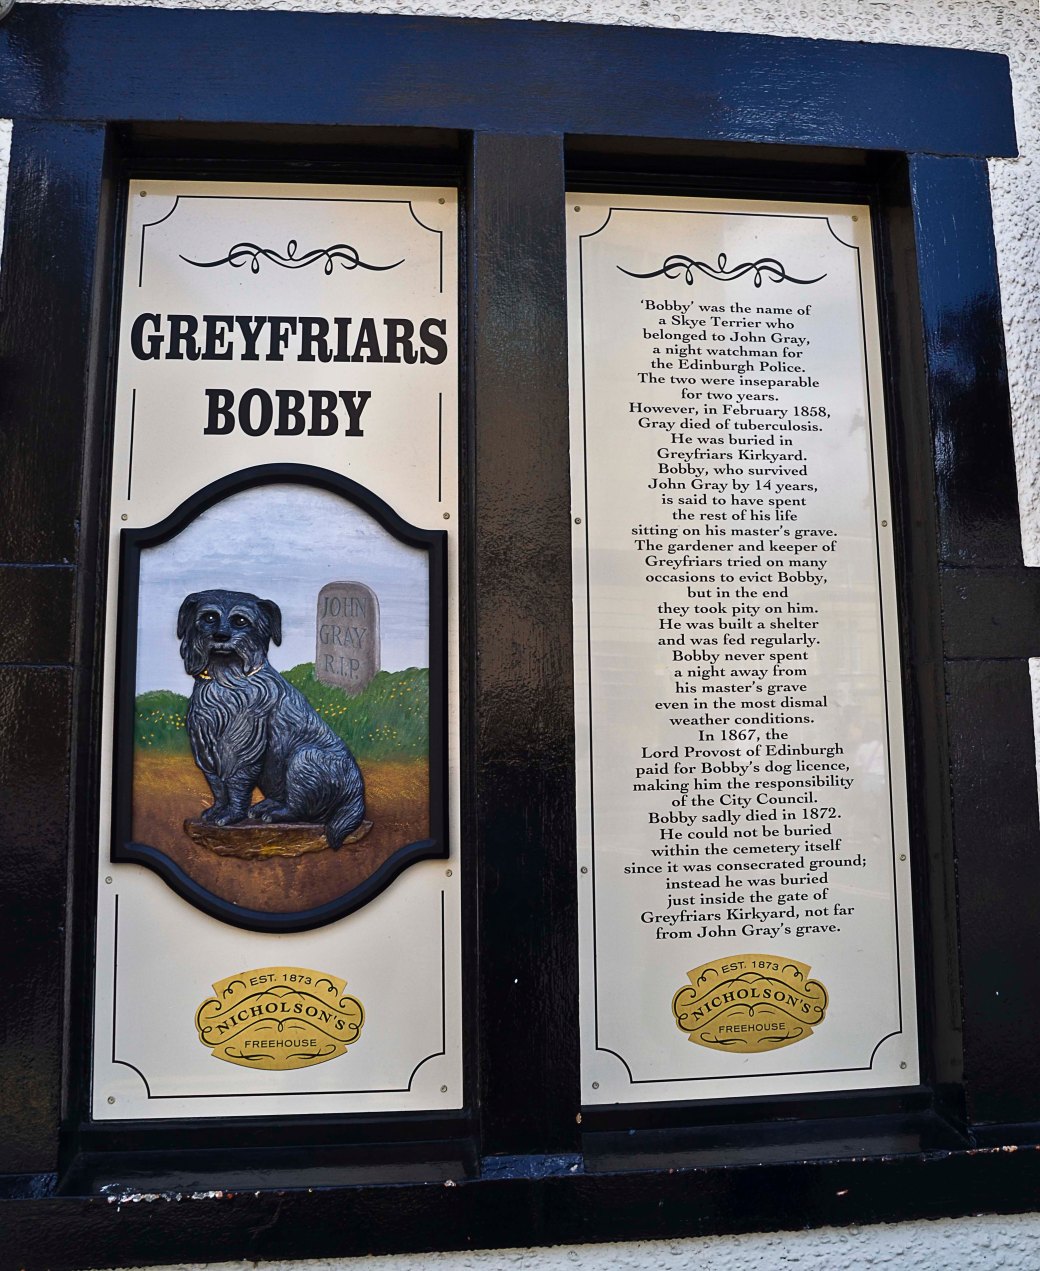 GREYFRIARS
BOBBY
JOHN
GRAY
R.I.P.
EST. 1873
NICHOLSON'S
FREEHOUSE
'Bobby' was the name of
a Skye Terrier who
belonged to John Gray,
a night watchman for
the Edinburgh Police.
The two were inseparable
for two years.
However, in February 1858,
Gray died of tuberculosis.
He was buried in
Greyfriars Kirkyard.
Bobby, who survived
John Gray by 14 years,
is said to have spent
the rest of his life
sitting on his master's grave.
The gardener and keeper of
Greyfriars tried on many
occasions to evict Bobby,
but in the end
they took pity on him.
He was built a shelter
and was fed regularly.
Bobby never spent
a night away from
his master's grave
even in the most dismal
weather conditions.
In 1867, the
Lord Provost of Edinburgh
paid for Bobby's dog licence,
making him the responsibility
of the City Council.
Bobby sadly died in 1872.
He could not be buried
within the cemetery itself
since it was consecrated ground;
instead he was buried
just inside the gate of
Greyfriars Kirkyard, not far
from John Gray's grave.
EST. 1873
NICHOLSON'S
FREEHOUSE